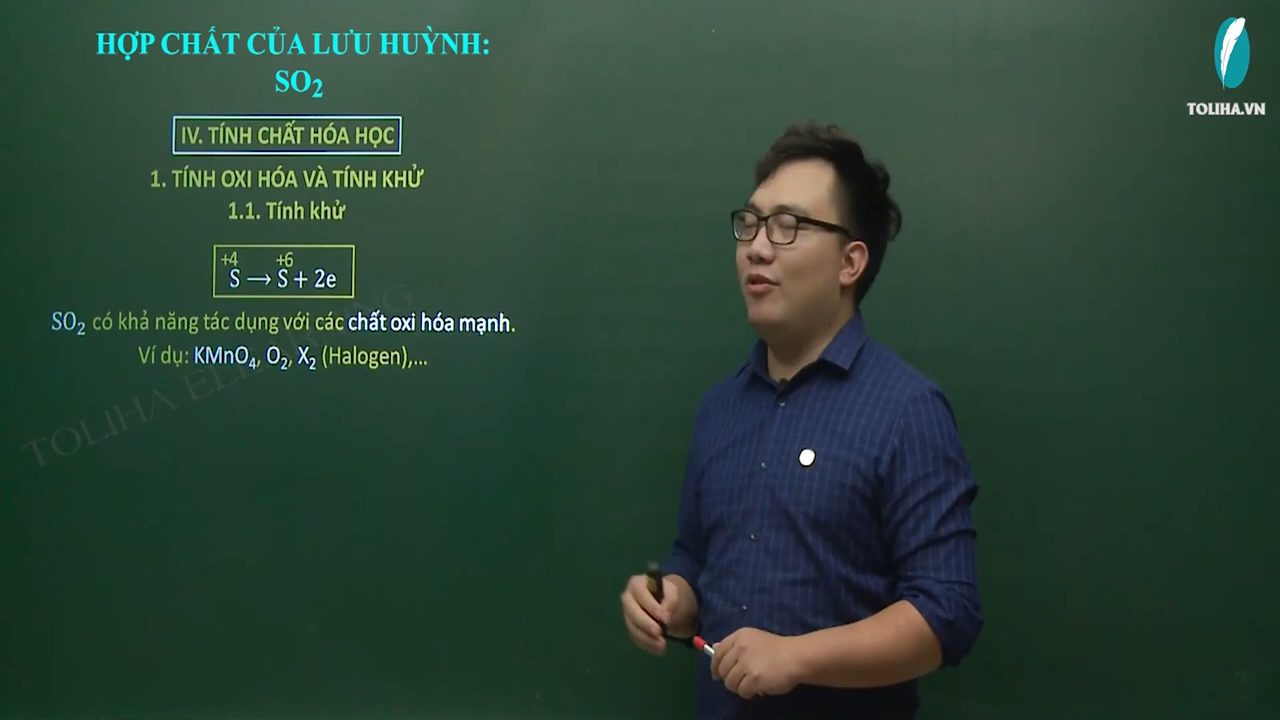 HỢP CHẤT CỦA LƯU HUỲNH:
SO₂
TOLIHA.VN
IV. TÍNH CHẤT HÓA HỌC
1. TÍNH OXI HÓA VÀ TÍNH KHỬ
1.1. Tính khử
+4 +6
S → S + 2e
SO₂ có khả năng tác dụng với các chất oxi hóa mạnh.
Ví dụ: KMnO₄, O₂, X₂ (Halogen),...